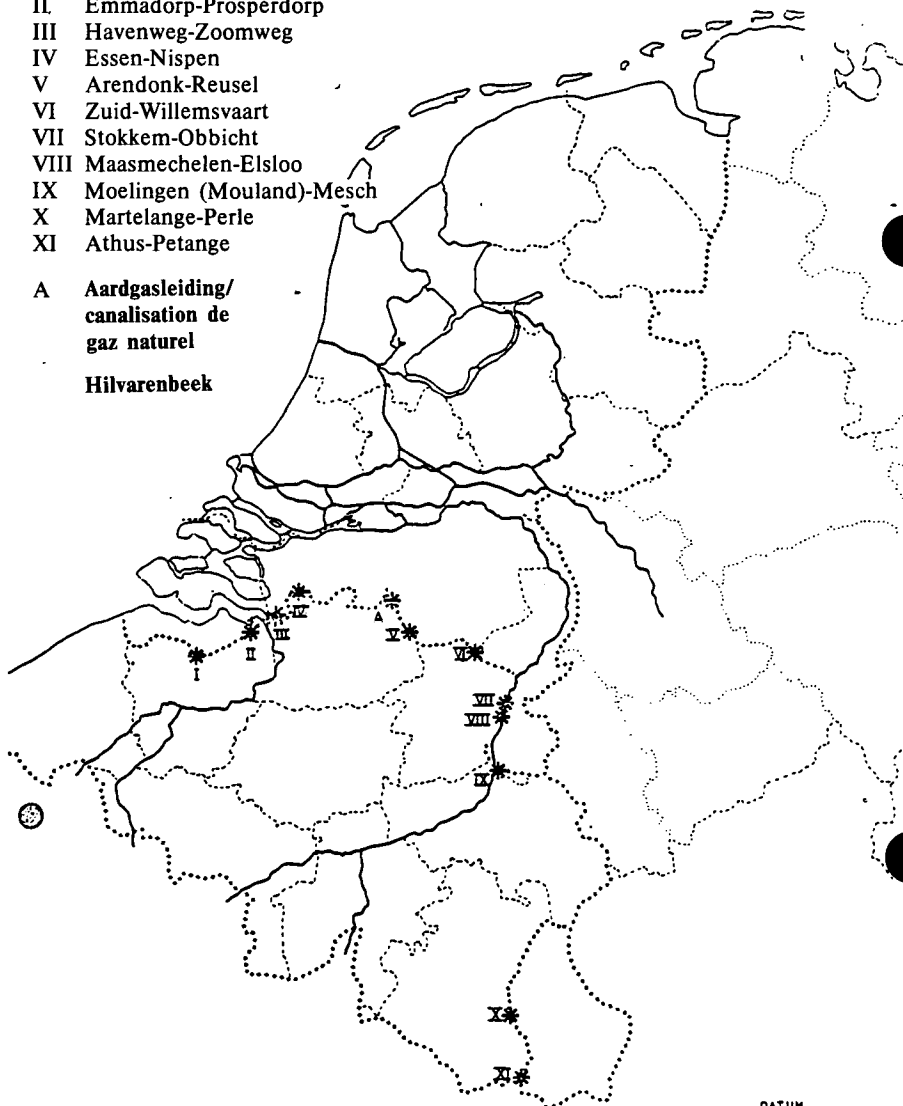 II. Emmadorp-Prosperdorp
III Havenweg-Zoomweg
IV Essen-Nispen
V Arendonk-Reusel
VI Zuid-Willemsvaart
VII Stokkem-Obbicht
VIII Maasmechelen-Elsloo
IX Moelingen (Mouland)-Mesch
X Martelange-Perle
XI Athus-Petange
A Aardgasleiding/
canalisation de
gaz naturel
Hilvarenbeek
IV
A
III
V
II
I
VI
VII
VIII
IX
X
XI
DATUM